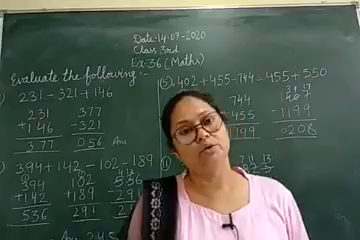 Date:-14-07-2020
Class 3rd
Ex:36 (Maths)
Evaluate the following :-
231 - 321 + 146
231
+146
377
377
-321
056 Ans
394 + 142 - 102 - 189
394
+142
536
102
+189
291
536
291
5. 402 + 455 - 744 - 455 + 550
744
455
1199
- 1199
0208